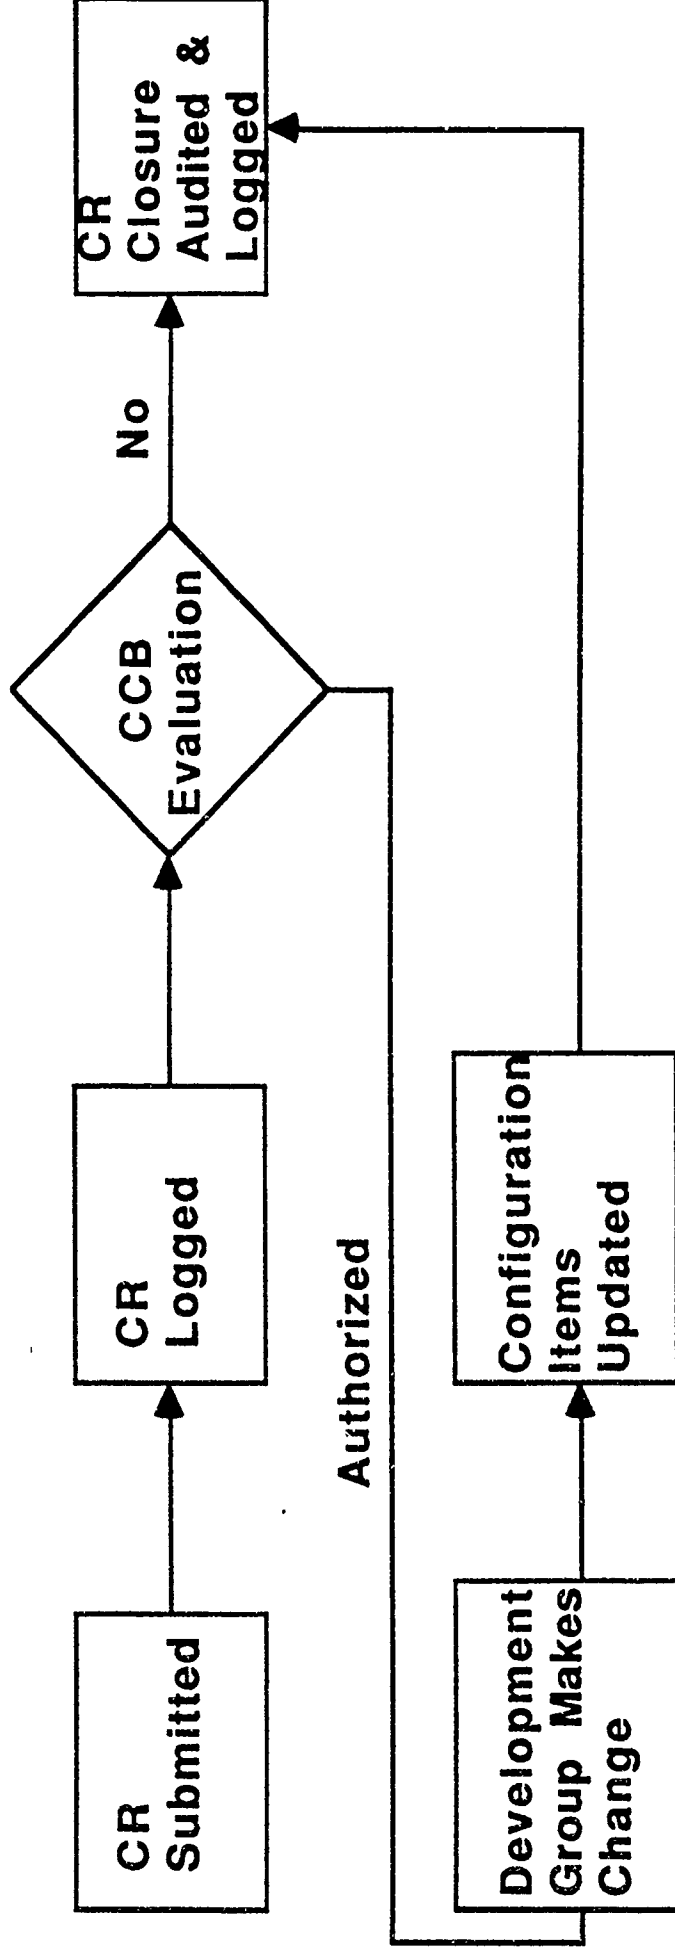 CR
Submitted
CR
Logged
CCB
Evaluation
No
CR
Closure
Audited &
Logged
Authorized
Development
Group Makes
Change
Configuration
Items
Updated